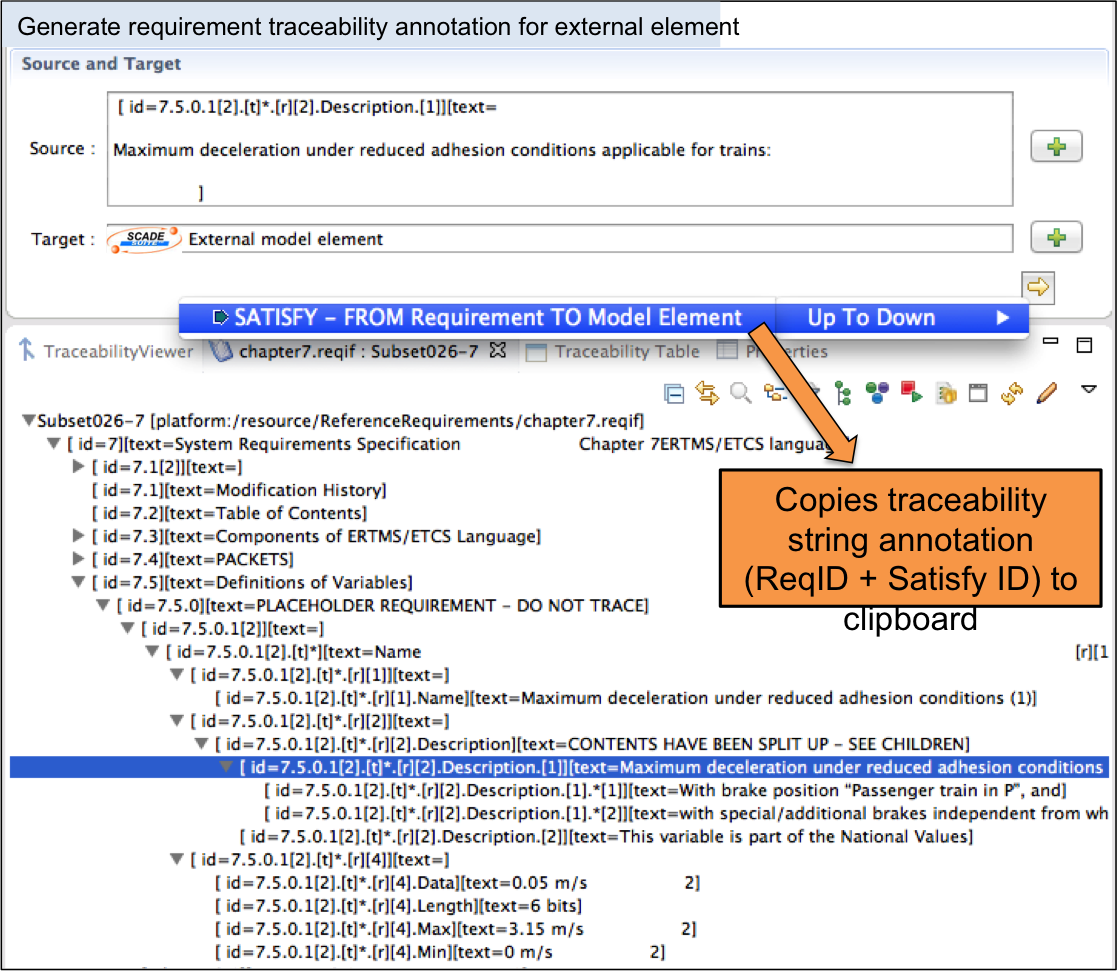 Generate requirement traceability annotation for external element
Source and Target
[ id=7.5.0.1[2].[t]*.[r][2].Description.[1]][text=
Source :
Maximum deceleration under reduced adhesion conditions applicable for trains:
]
Target :
SCADE
SUITE
External model element
SATISFY – FROM Requirement TO Model Element
Up To Down
TraceabilityViewer
chapter7.reqif : Subset026-7
Traceability Table
Properties
Subset026-7 [platform:/resource/ReferenceRequirements/chapter7.reqif]
[ id=7][text=System Requirements Specification Chapter 7ERTMS/ETCS language
[ id=7.1[2]][text=]
[ id=7.1][text=Modification History]
[ id=7.2][text=Table of Contents]
[ id=7.3][text=Components of ERTMS/ETCS Language]
[ id=7.4][text=PACKETS]
[ id=7.5][text=Definitions of Variables]
Copies traceability
string annotation
(ReqID + Satisfy ID) to
clipboard
[ id=7.5.0][text=PLACEHOLDER REQUIREMENT – DO NOT TRACE]
[ id=7.5.0.1[2]][text=]
[ id=7.5.0.1[2].[t]*][text=Name [r][1
[ id=7.5.0.1[2].[t]*.[r][1]][text=]
[ id=7.5.0.1[2].[t]*.[r][1].Name][text=Maximum deceleration under reduced adhesion conditions (1)]
[ id=7.5.0.1[2].[t]*.[r][2]][text=]
[ id=7.5.0.1[2].[t]*.[r][2].Description][text=CONTENTS HAVE BEEN SPLIT UP – SEE CHILDREN]
[ id=7.5.0.1[2].[t]*.[r][2].Description.[1]][text=Maximum deceleration under reduced adhesion conditions
[ id=7.5.0.1[2].[t]*.[r][2].Description.[1].*[1]][text=With brake position “Passenger train in P”, and]
[ id=7.5.0.1[2].[t]*.[r][2].Description.[1].*[2]][text=with special/additional brakes independent from wh
[ id=7.5.0.1[2].[t]*.[r][2].Description.[2]][text=This variable is part of the National Values]
[ id=7.5.0.1[2].[t]*.[r][4]][text=]
[ id=7.5.0.1[2].[t]*.[r][4].Data][text=0.05 m/s 2]
[ id=7.5.0.1[2].[t]*.[r][4].Length][text=6 bits]
[ id=7.5.0.1[2].[t]*.[r][4].Max][text=3.15 m/s 2]
[ id=7.5.0.1[2].[t]*.[r][4].Min][text=0 m/s 2]